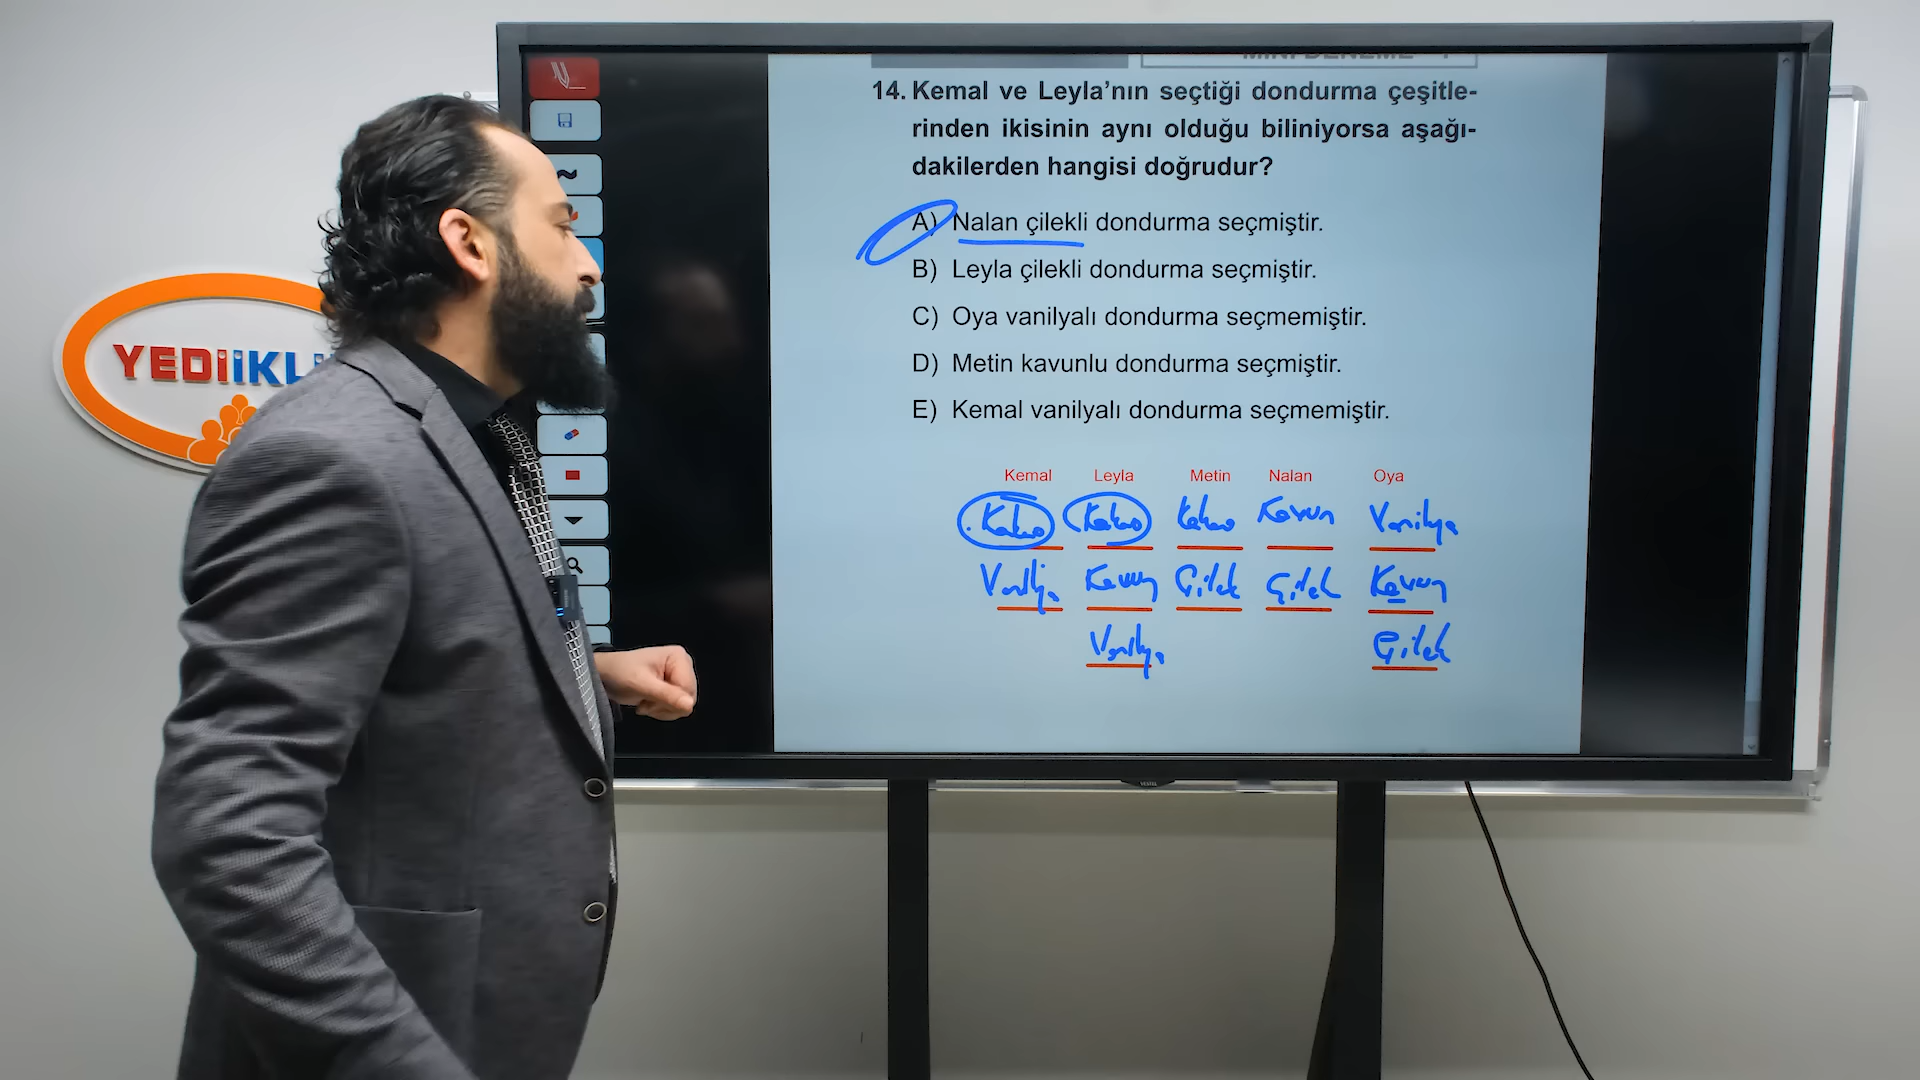 14. Kemal ve Leyla’nın seçtiği dondurma çeşitle-
rinden ikisinin aynı olduğu biliniyorsa aşağı-
dakilerden hangisi doğrudur?
A) Nalan çilekli dondurma seçmiştir.
B) Leyla çilekli dondurma seçmiştir.
C) Oya vanilyalı dondurma seçmemiştir.
D) Metin kavunlu dondurma seçmiştir.
E) Kemal vanilyalı dondurma seçmemiştir.
Kemal Leyla Metin Nalan Oya
Kakao Kakao Kakao Kavun Vanilya
Vanilya Kavun Çilek Çilek Kavun
Vanilya Çilek
YEDİİKL